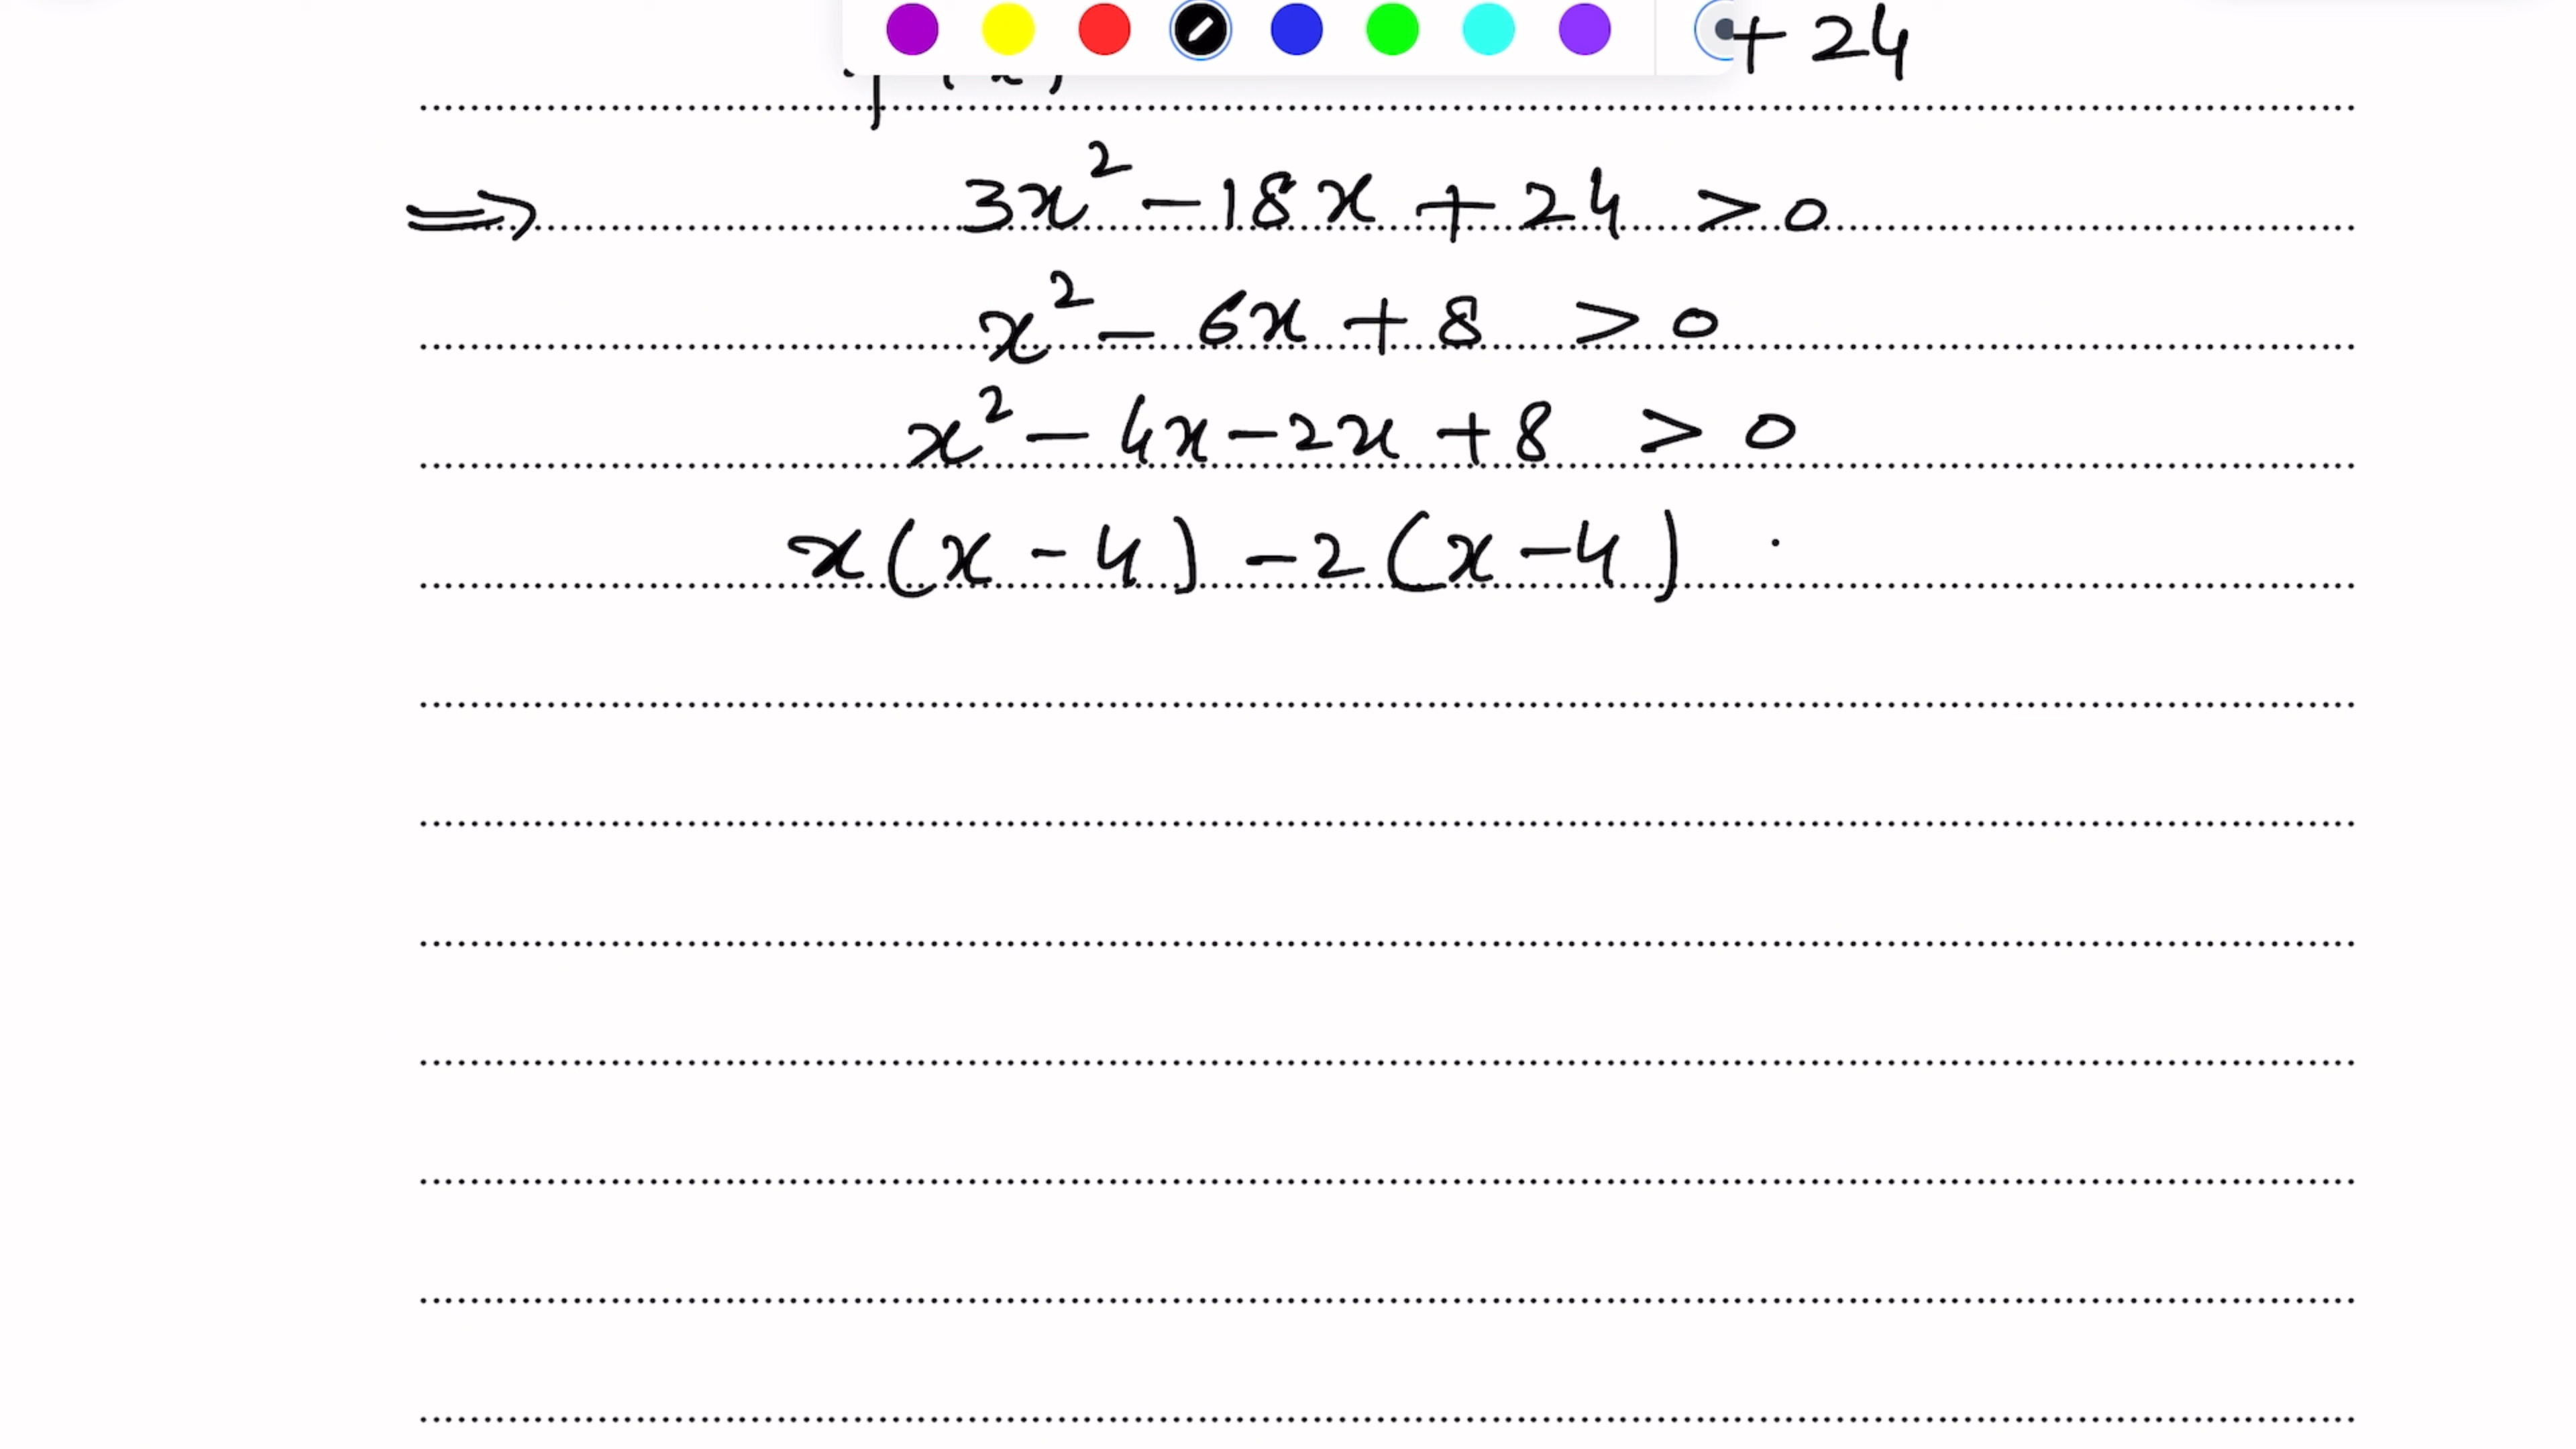 + 24
⟹ 3x² - 18x + 24 > 0
x² - 6x + 8 > 0
x² - 4x - 2x + 8 > 0
x(x - 4) - 2(x - 4)